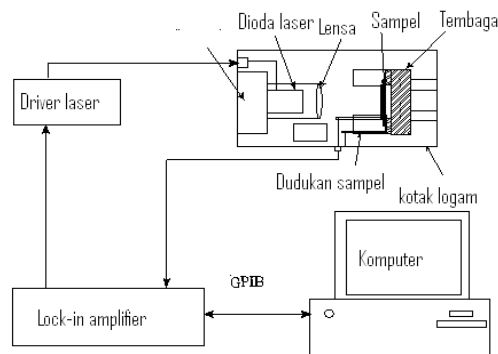 Dioda laser
Lensa
Sampel
Tembaga
Driver laser
Dudukan sampel
kotak logam
Komputer
GPIB
Lock-in amplifier